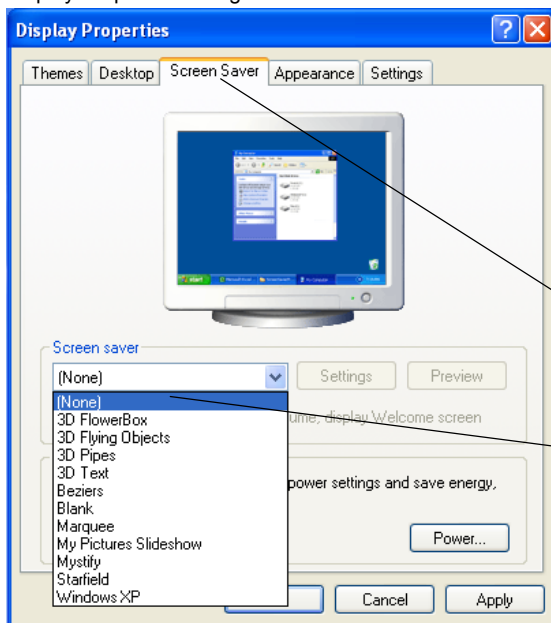 Display Properties
Themes Desktop Screen Saver Appearance Settings
start
Screen saver
(None) Settings Preview
(None)
3D FlowerBox
ume, display Welcome screen
3D Flying Objects
3D Pipes
3D Text
Beziers
power settings and save energy,
Blank
Marquee
My Pictures Slideshow
Power...
Mystify
Starfield
Windows XP
Cancel Apply